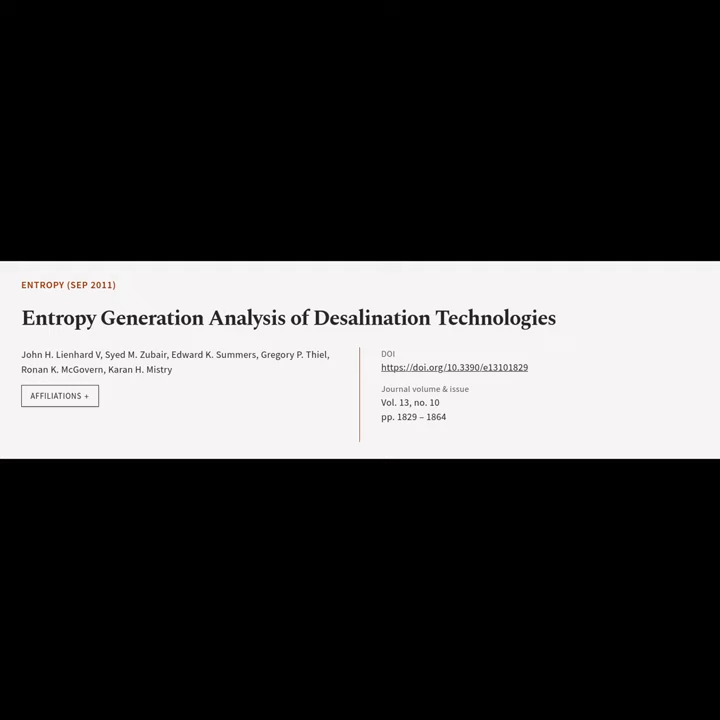 ENTROPY (SEP 2011)
Entropy Generation Analysis of Desalination Technologies
John H. Lienhard V, Syed M. Zubair, Edward K. Summers, Gregory P. Thiel,
Ronan K. McGovern, Karan H. Mistry
AFFILIATIONS +
DOI
https://doi.org/10.3390/e13101829
Journal volume & issue
Vol. 13, no. 10
pp. 1829 – 1864